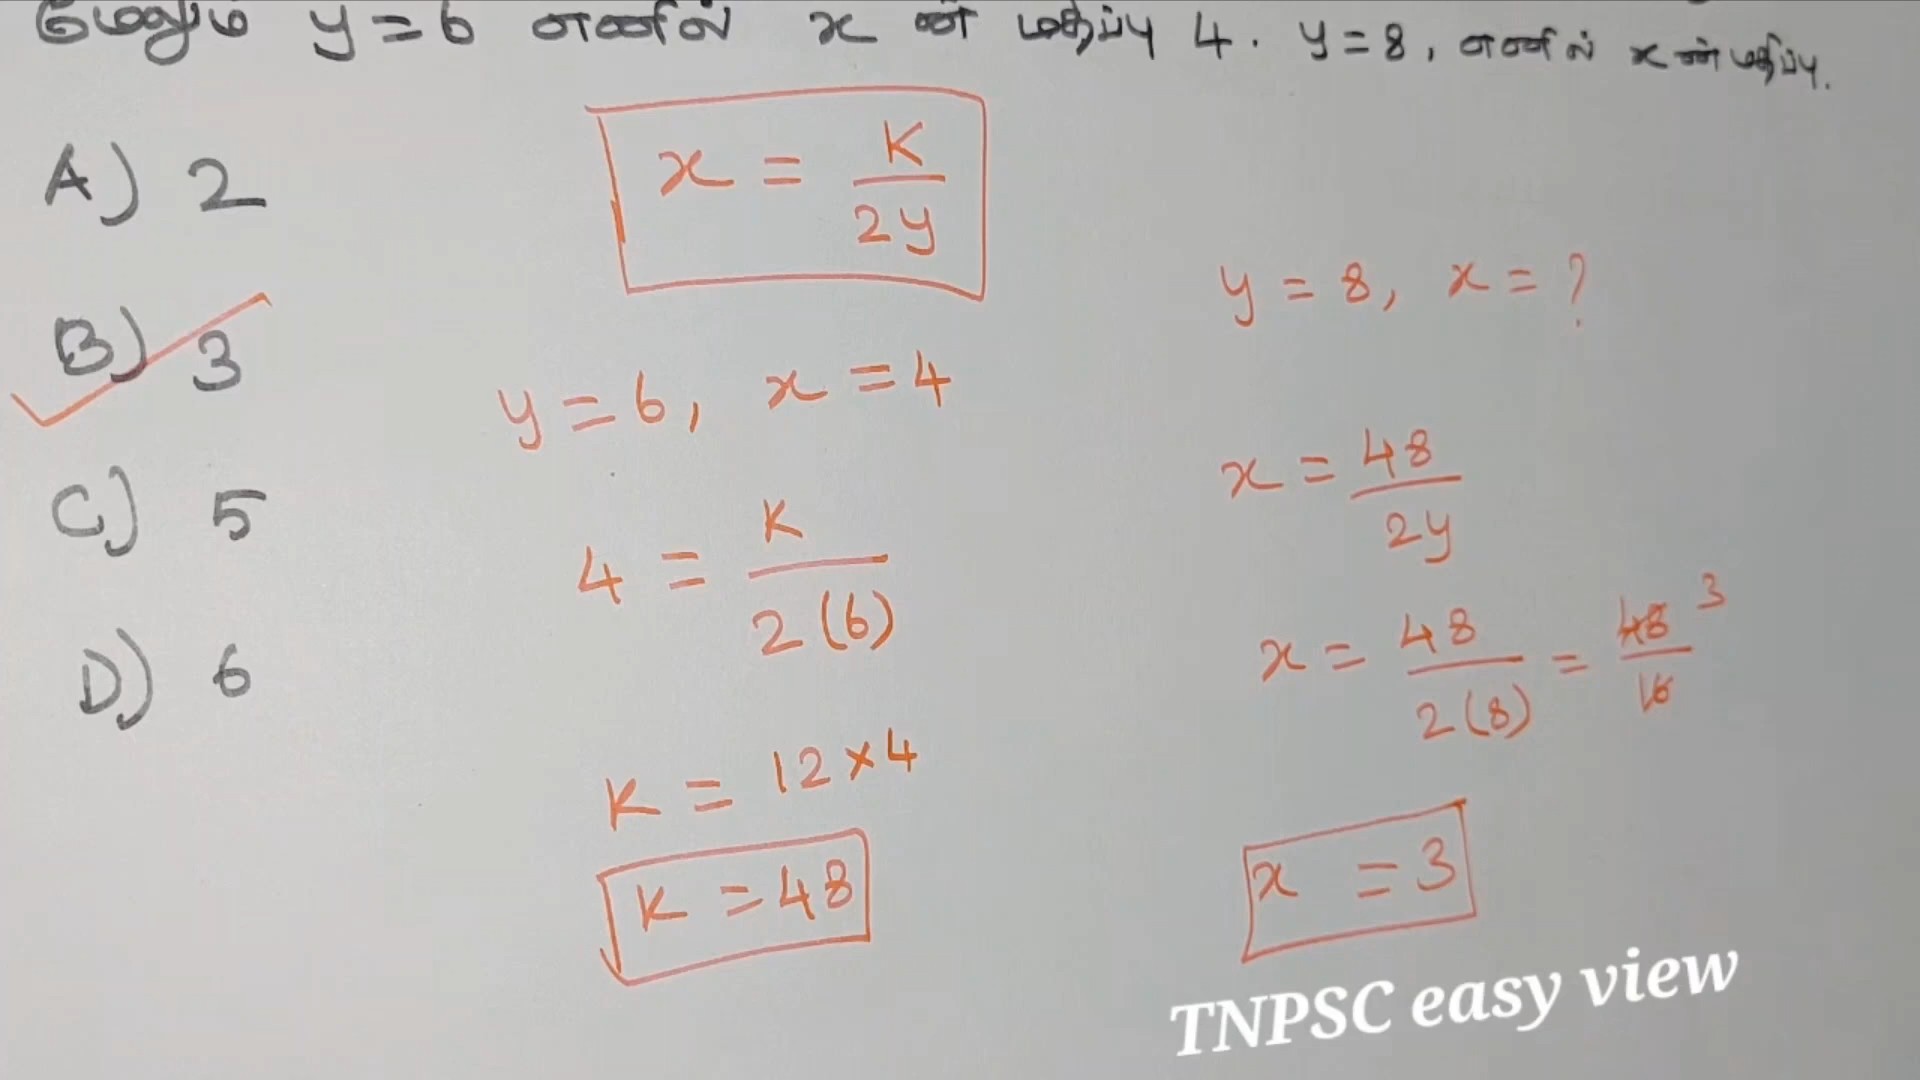 மேலும் y = 6 எனில் x ன் மதிப்பு 4. y = 8, எனில் x ன் மதிப்பு.
A) 2
B) 3
C) 5
D) 6
x = K / 2y
y = 6, x = 4
4 = K / 2(6)
K = 12 × 4
K = 48
y = 8, x = ?
x = 48 / 2y
x = 48 / 2(8) = 48 / 16 3
x = 3
TNPSC easy view